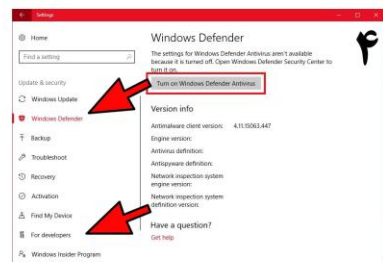 Settings
Home
Find a setting
Update & security
Windows Update
Windows Defender
Backup
Troubleshoot
Recovery
Activation
Find My Device
For developers
Windows Insider Program
Windows Defender
The settings for Windows Defender Antivirus aren't available
because it is turned off. Open Windows Defender Security Center to
turn it on.
Turn on Windows Defender Antivirus
Version info
Antimalware client version: 4.11.15063.447
Engine version:
Antivirus definition:
Antispyware definition:
Network inspection system
engine version:
Network inspection system
definition version:
Have a question?
Get help
۴